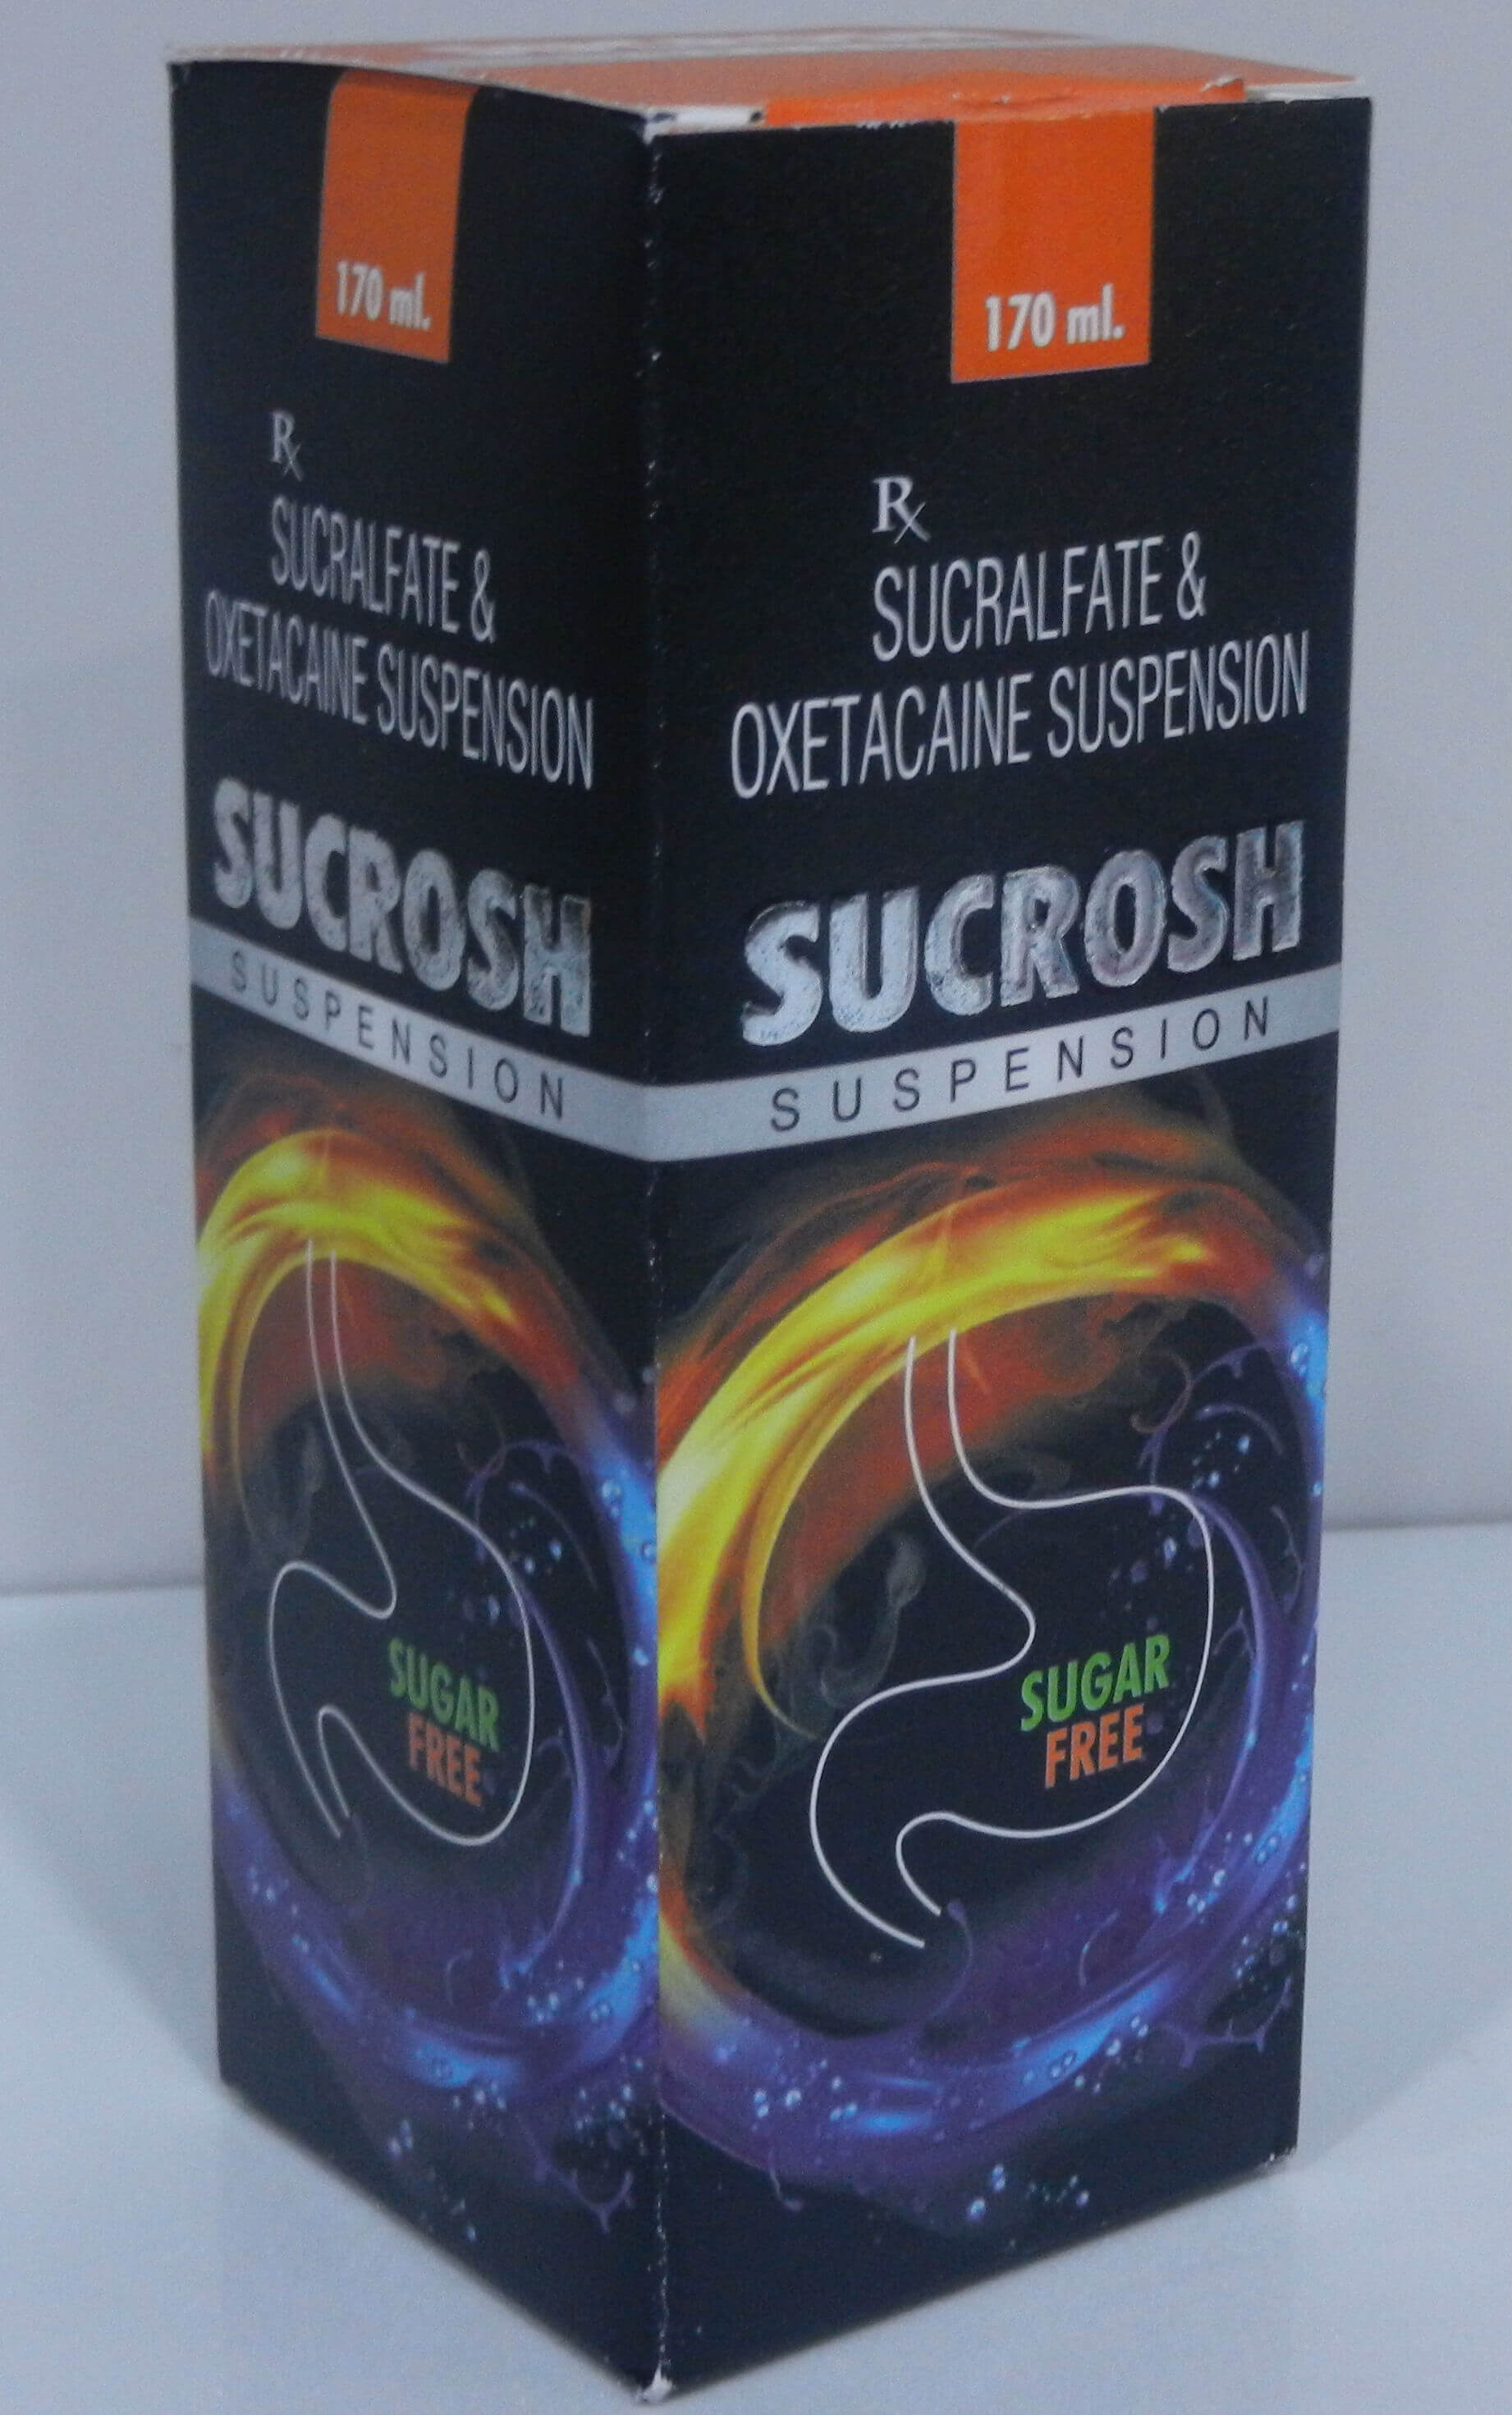 170 ml.
Rx
SUCRALFATE &
OXETACAINE SUSPENSION
SUCROSH
SUSPENSION
SUGAR
FREE
170 ml.
Rx
SUCRALFATE &
OXETACAINE SUSPENSION
SUCROSH
SUSPENSION
SUGAR
FREE